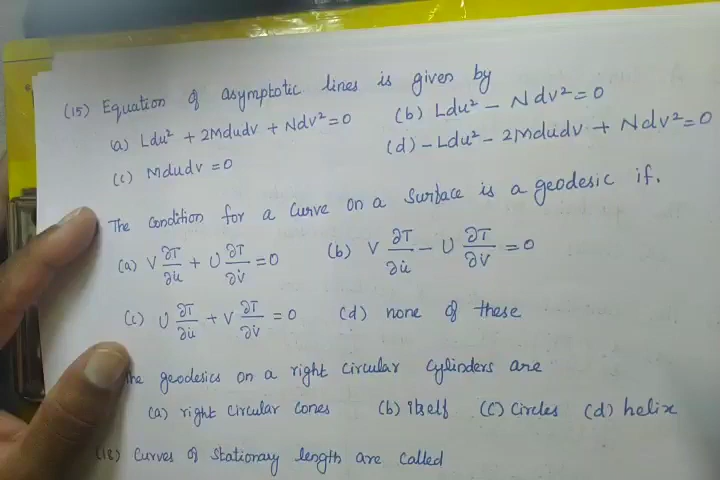 (15) Equation of asymptotic lines is given by
(a) Ldu² + 2Mdudv + Ndv² = 0 (b) Ldu² - Ndv² = 0
(c) Mdudv = 0 (d) -Ldu² - 2Mdudv + Ndv² = 0
The condition for a curve on a surface is a geodesic if.
(a) V ∂T/∂u̇ + U ∂T/∂v̇ = 0 (b) V ∂T/∂u̇ - U ∂T/∂v̇ = 0
(c) U ∂T/∂u̇ + V ∂T/∂v̇ = 0 (d) none of these
he geodesics on a right circular cylinders are
(a) right circular cones (b) itself (c) circles (d) helix
(18) Curves of stationary length are called